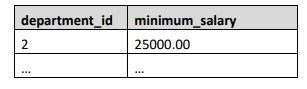 department_id minimum_salary
2 25000.00
... ...